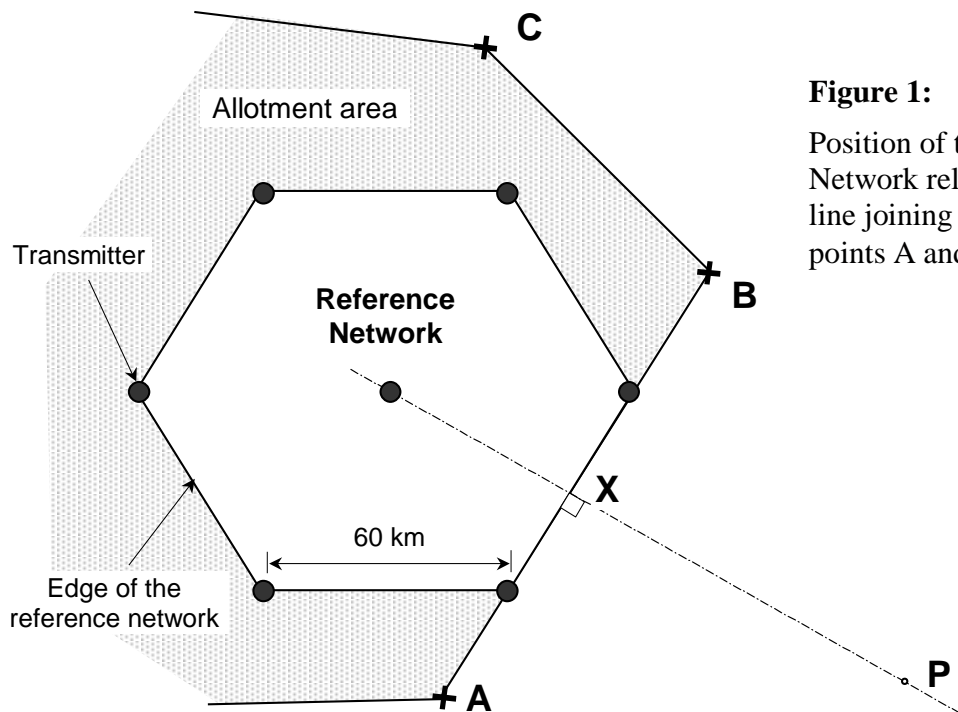 C
Allotment area
Figure 1:
Position of t
Network rel
line joining
points A and
Transmitter
Reference
Network
B
X
60 km
Edge of the
reference network
P
A